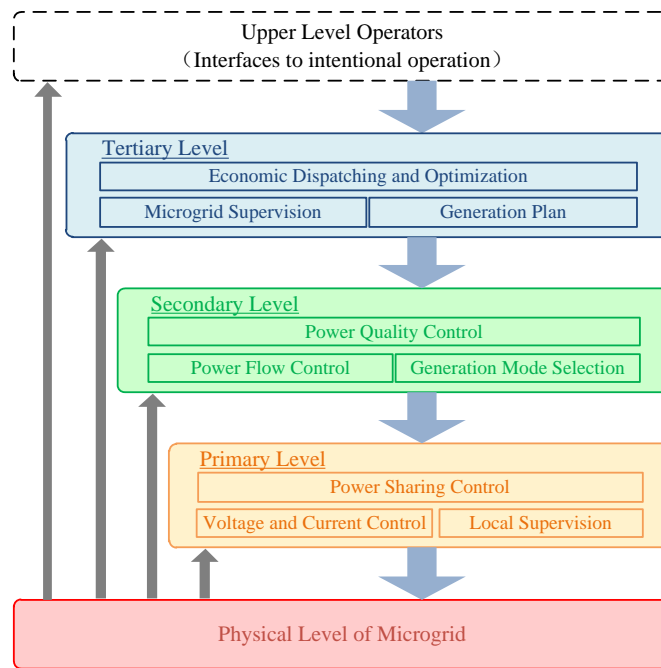 Upper Level Operators
（Interfaces to intentional operation）
Tertiary Level
Economic Dispatching and Optimization
Microgrid Supervision
Generation Plan
Secondary Level
Power Quality Control
Power Flow Control
Generation Mode Selection
Primary Level
Power Sharing Control
Voltage and Current Control
Local Supervision
Physical Level of Microgrid